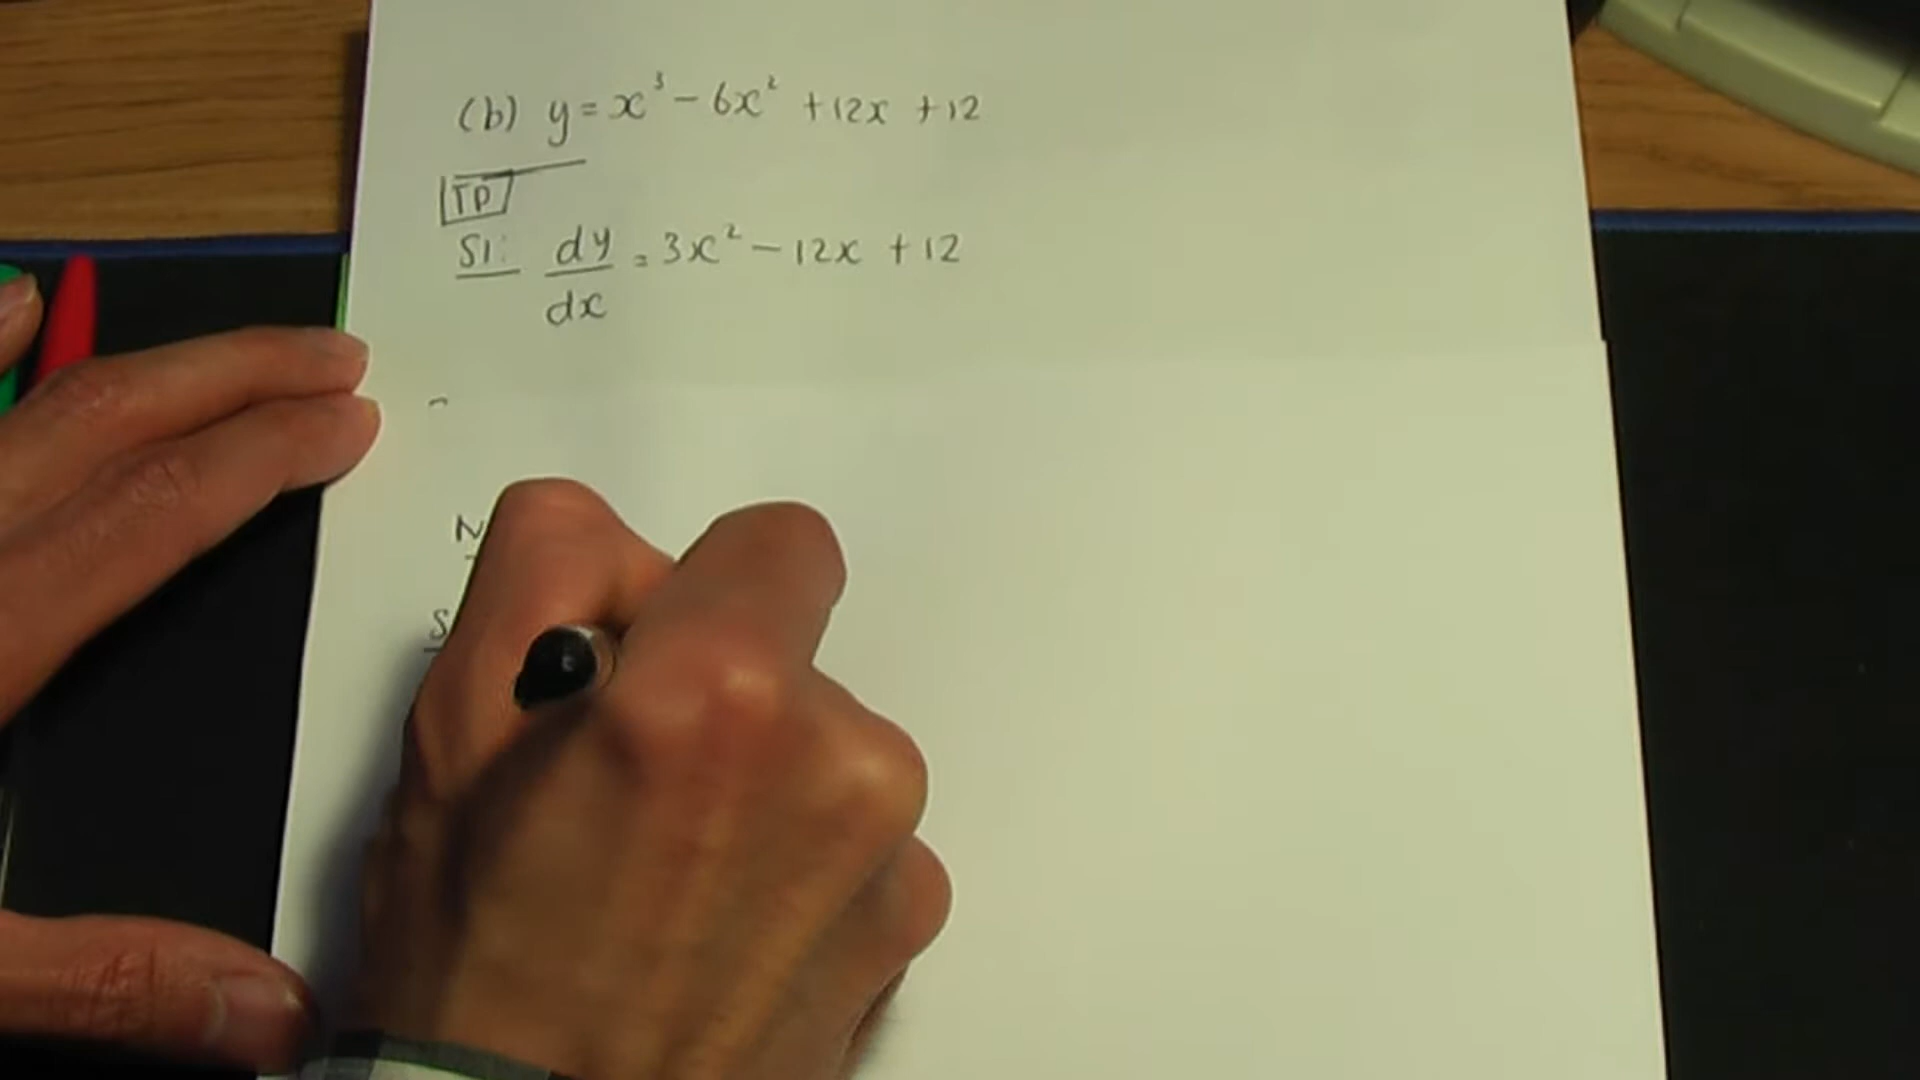 (b) y = x³ - 6x² + 12x + 12
TP
S1: dy/dx = 3x² - 12x + 12
N
S